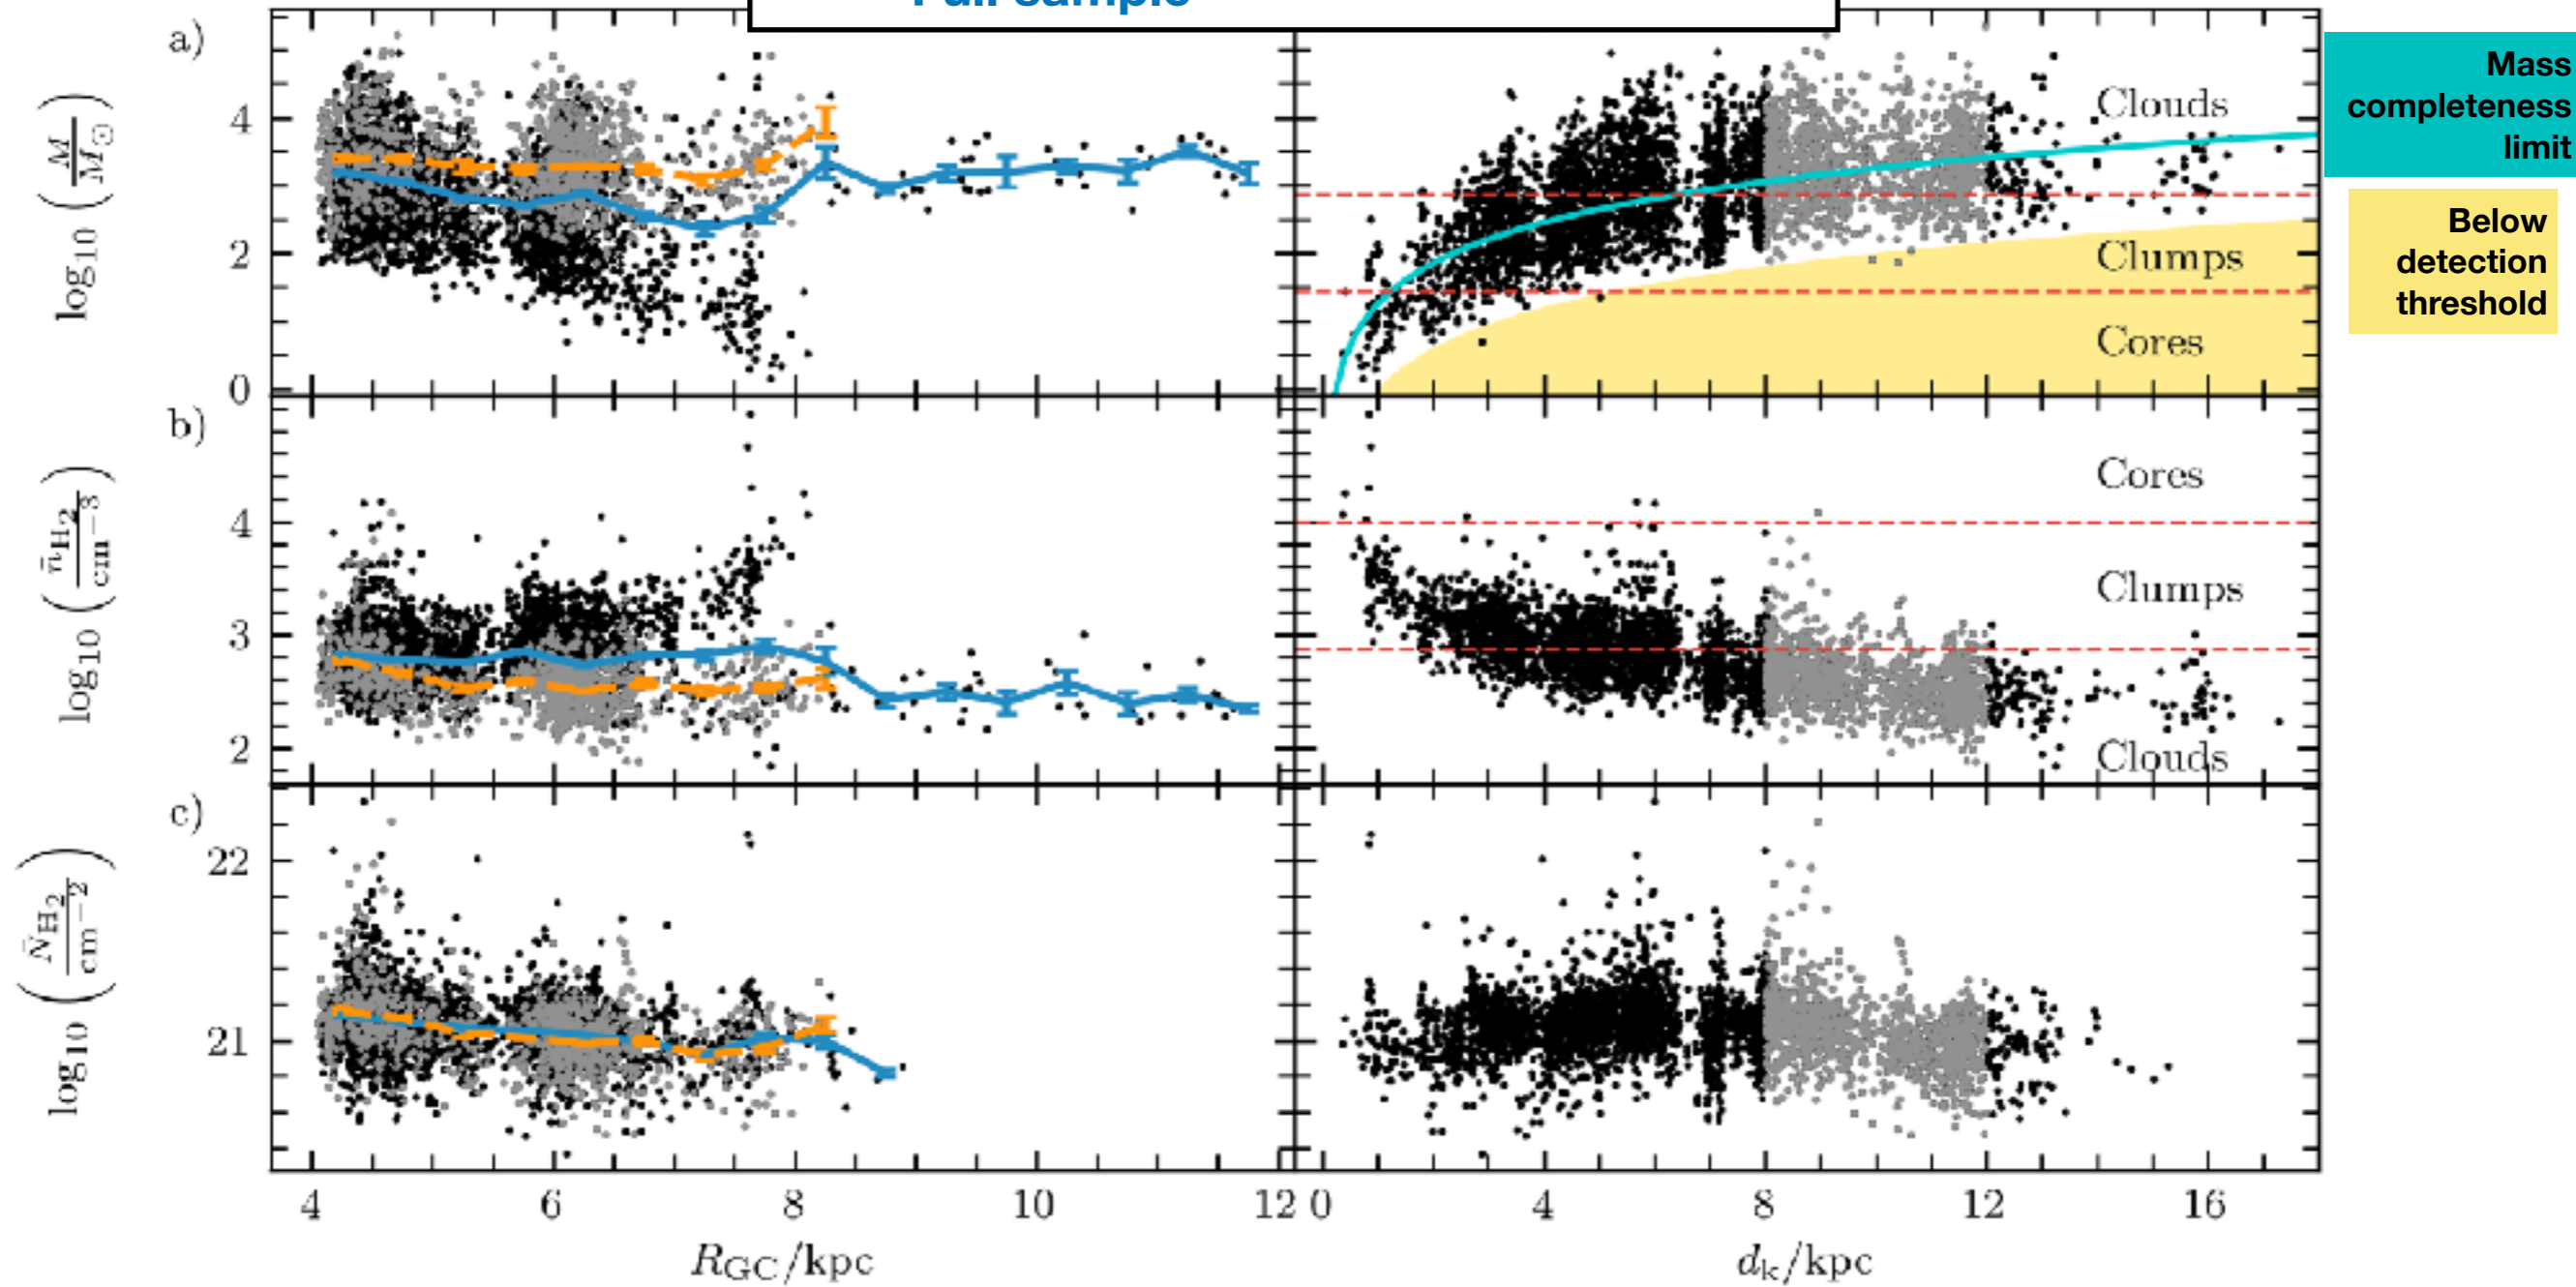 Full sample
a)
log10 (M/M⊙)
4
2
0
Clouds
Clumps
Cores
Mass
completeness
limit
Below
detection
threshold
b)
log10 (n̄H2/cm−3)
4
3
2
Cores
Clumps
Clouds
c)
log10 (N̄H2/cm−2)
22
21
4 6 8 10 12 0 4 8 12 16
RGC/kpc dk/kpc